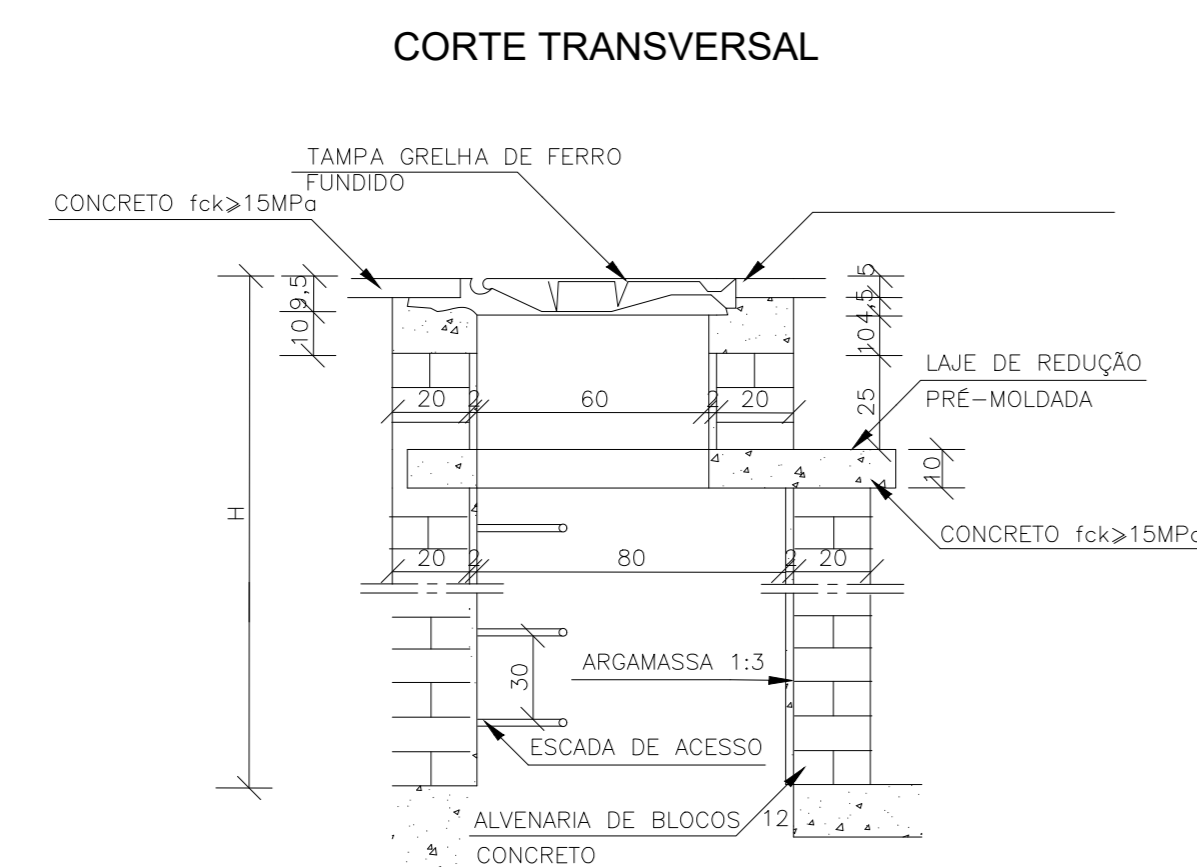 CORTE TRANSVERSAL
TAMPA GRELHA DE FERRO
FUNDIDO
CONCRETO fck⩾15MPa
9,5
10
5
4,5
10
25
LAJE DE REDUÇÃO
PRÉ-MOLDADA
20 2 60 2 20
10
H
CONCRETO fck⩾15MPa
20 2 80 2 20
30
ARGAMASSA 1:3
ESCADA DE ACESSO
ALVENARIA DE BLOCOS 12
CONCRETO